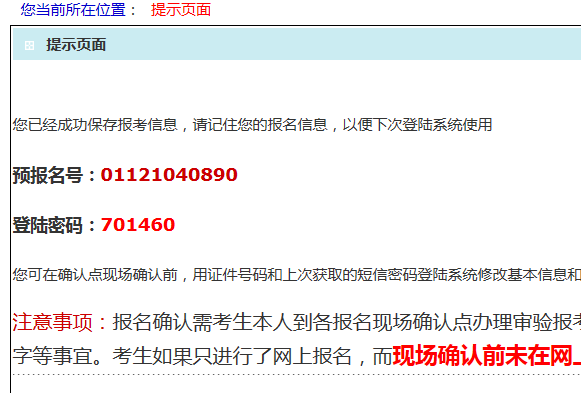 您当前所在位置： 提示页面
提示页面
您已经成功保存报考信息，请记住您的报名信息，以便下次登陆系统使用
预报名号：01121040890
登陆密码：701460
您可在确认点现场确认前，用证件号码和上次获取的短信密码登陆系统修改基本信息和
注意事项：报名确认需考生本人到各报名现场确认点办理审验报考
字等事宜。考生如果只进行了网上报名，而现场确认前未在网上